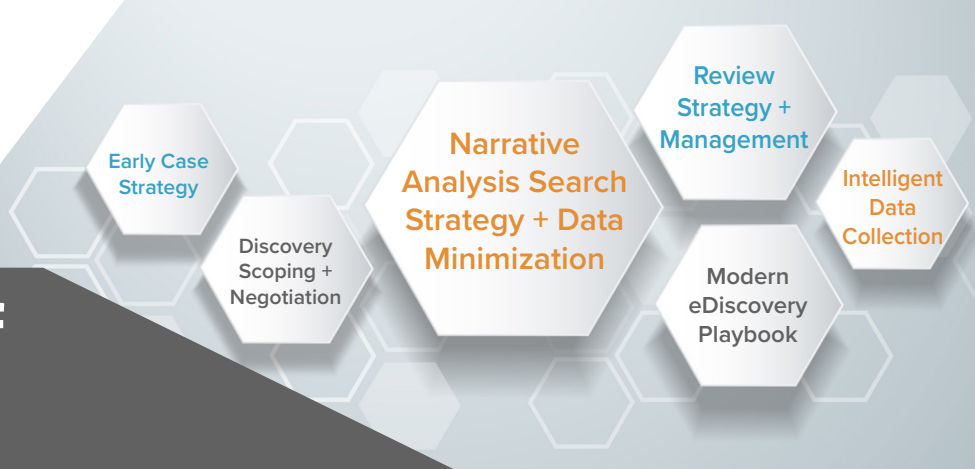 Early Case
Strategy
Discovery
Scoping +
Negotiation
Narrative
Analysis Search
Strategy + Data
Minimization
Review
Strategy +
Management
Modern
eDiscovery
Playbook
Intelligent
Data
Collection